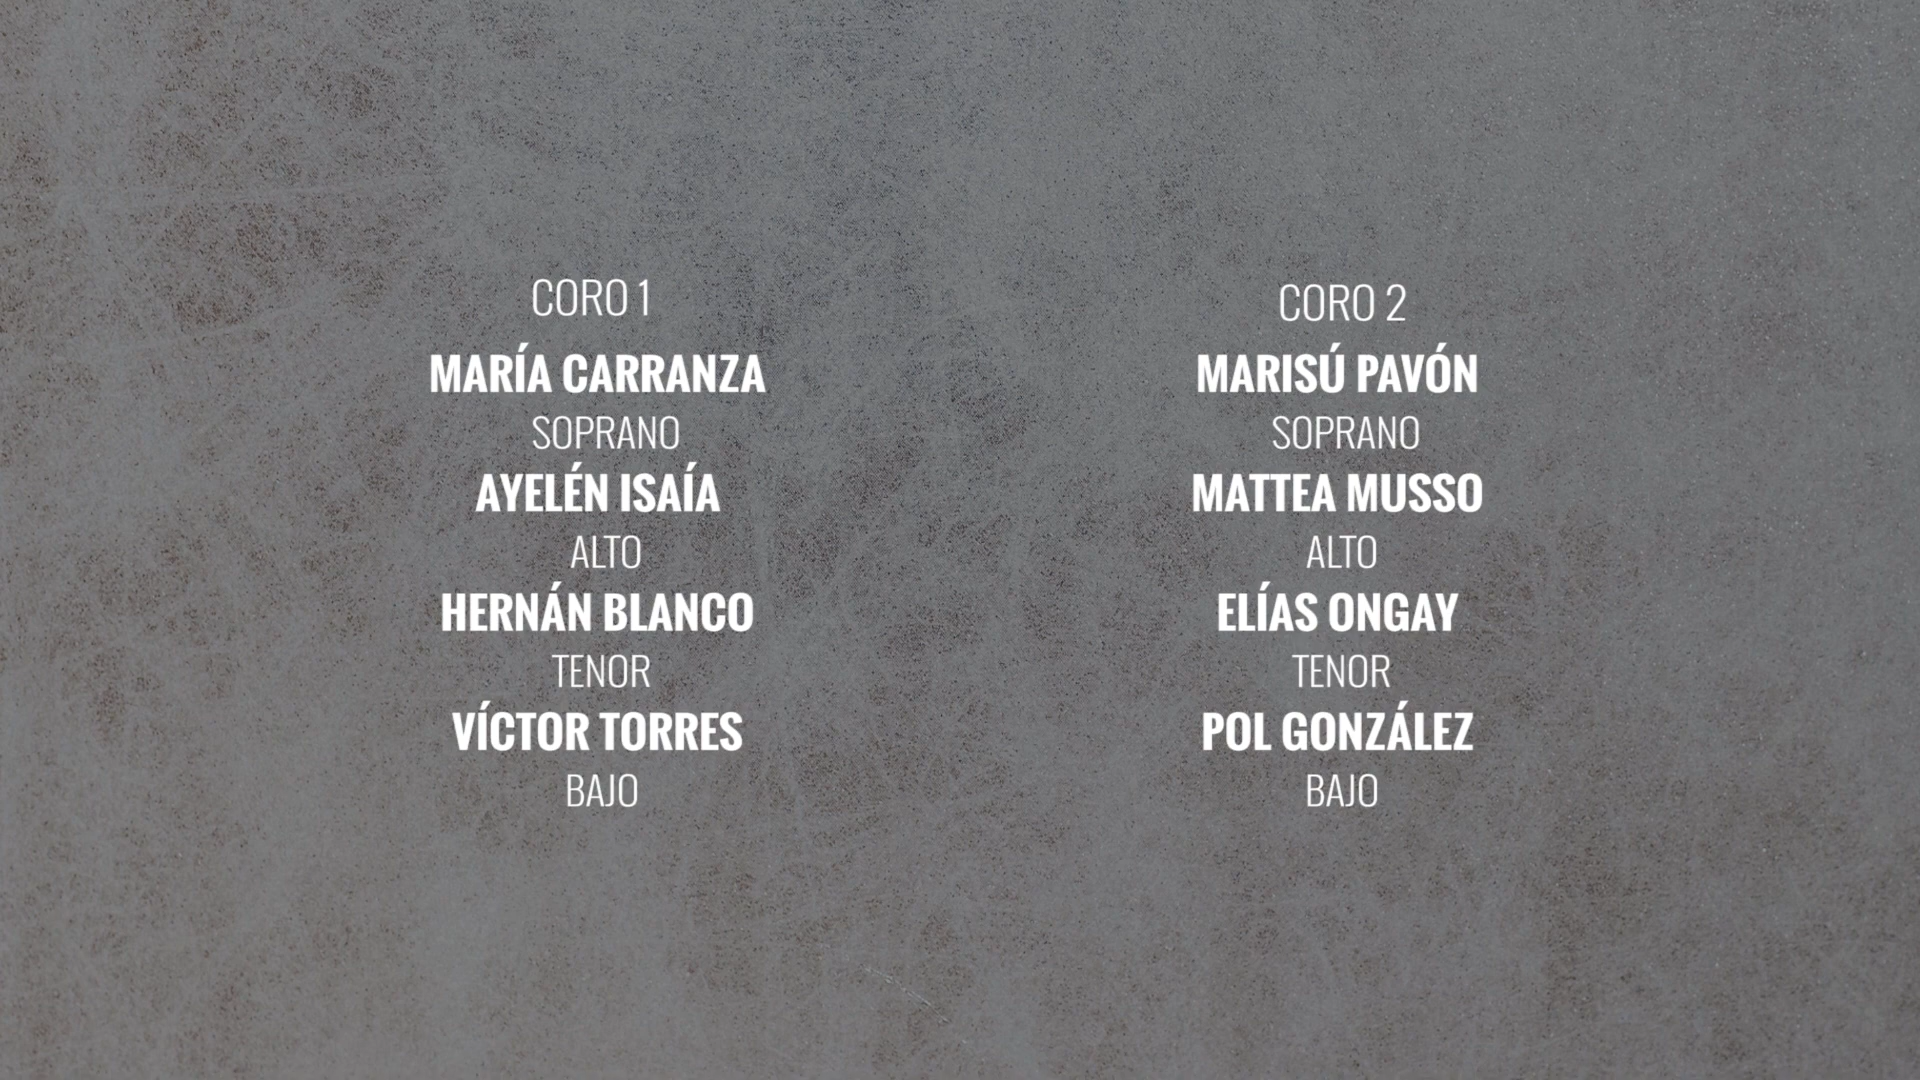 CORO 1
MARÍA CARRANZA
SOPRANO
AYELÉN ISAÍA
ALTO
HERNÁN BLANCO
TENOR
VÍCTOR TORRES
BAJO
CORO 2
MARISÚ PAVÓN
SOPRANO
MATTEA MUSSO
ALTO
ELÍAS ONGAY
TENOR
POL GONZÁLEZ
BAJO